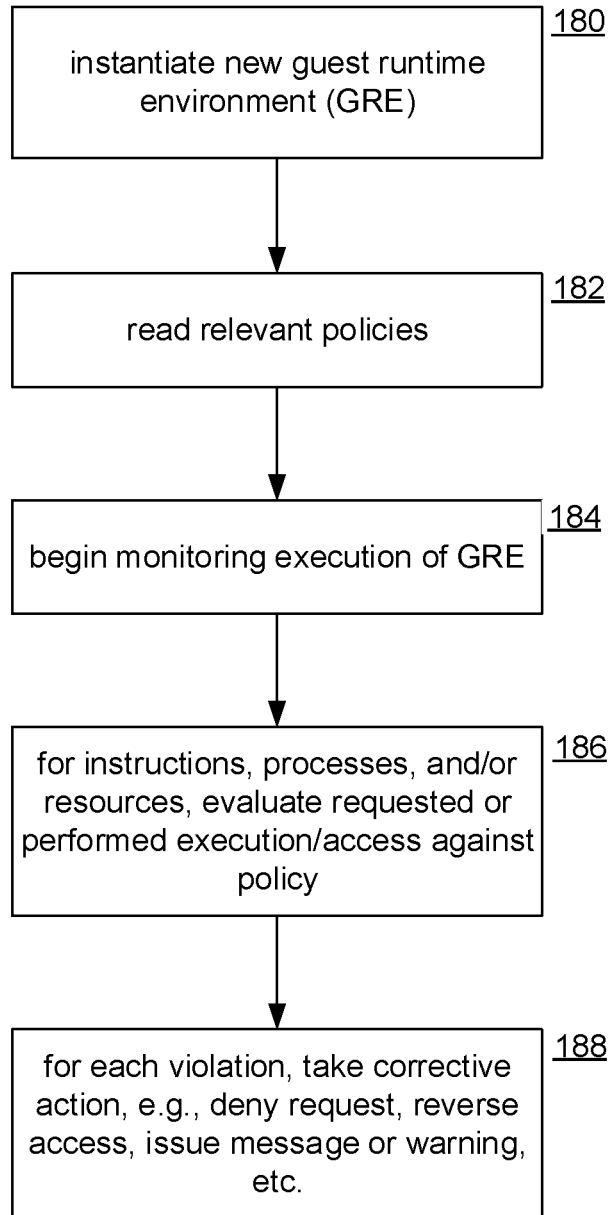 180
instantiate new guest runtime
environment (GRE)
182
read relevant policies
184
begin monitoring execution of GRE
186
for instructions, processes, and/or
resources, evaluate requested or
performed execution/access against
policy
188
for each violation, take corrective
action, e.g., deny request, reverse
access, issue message or warning,
etc.